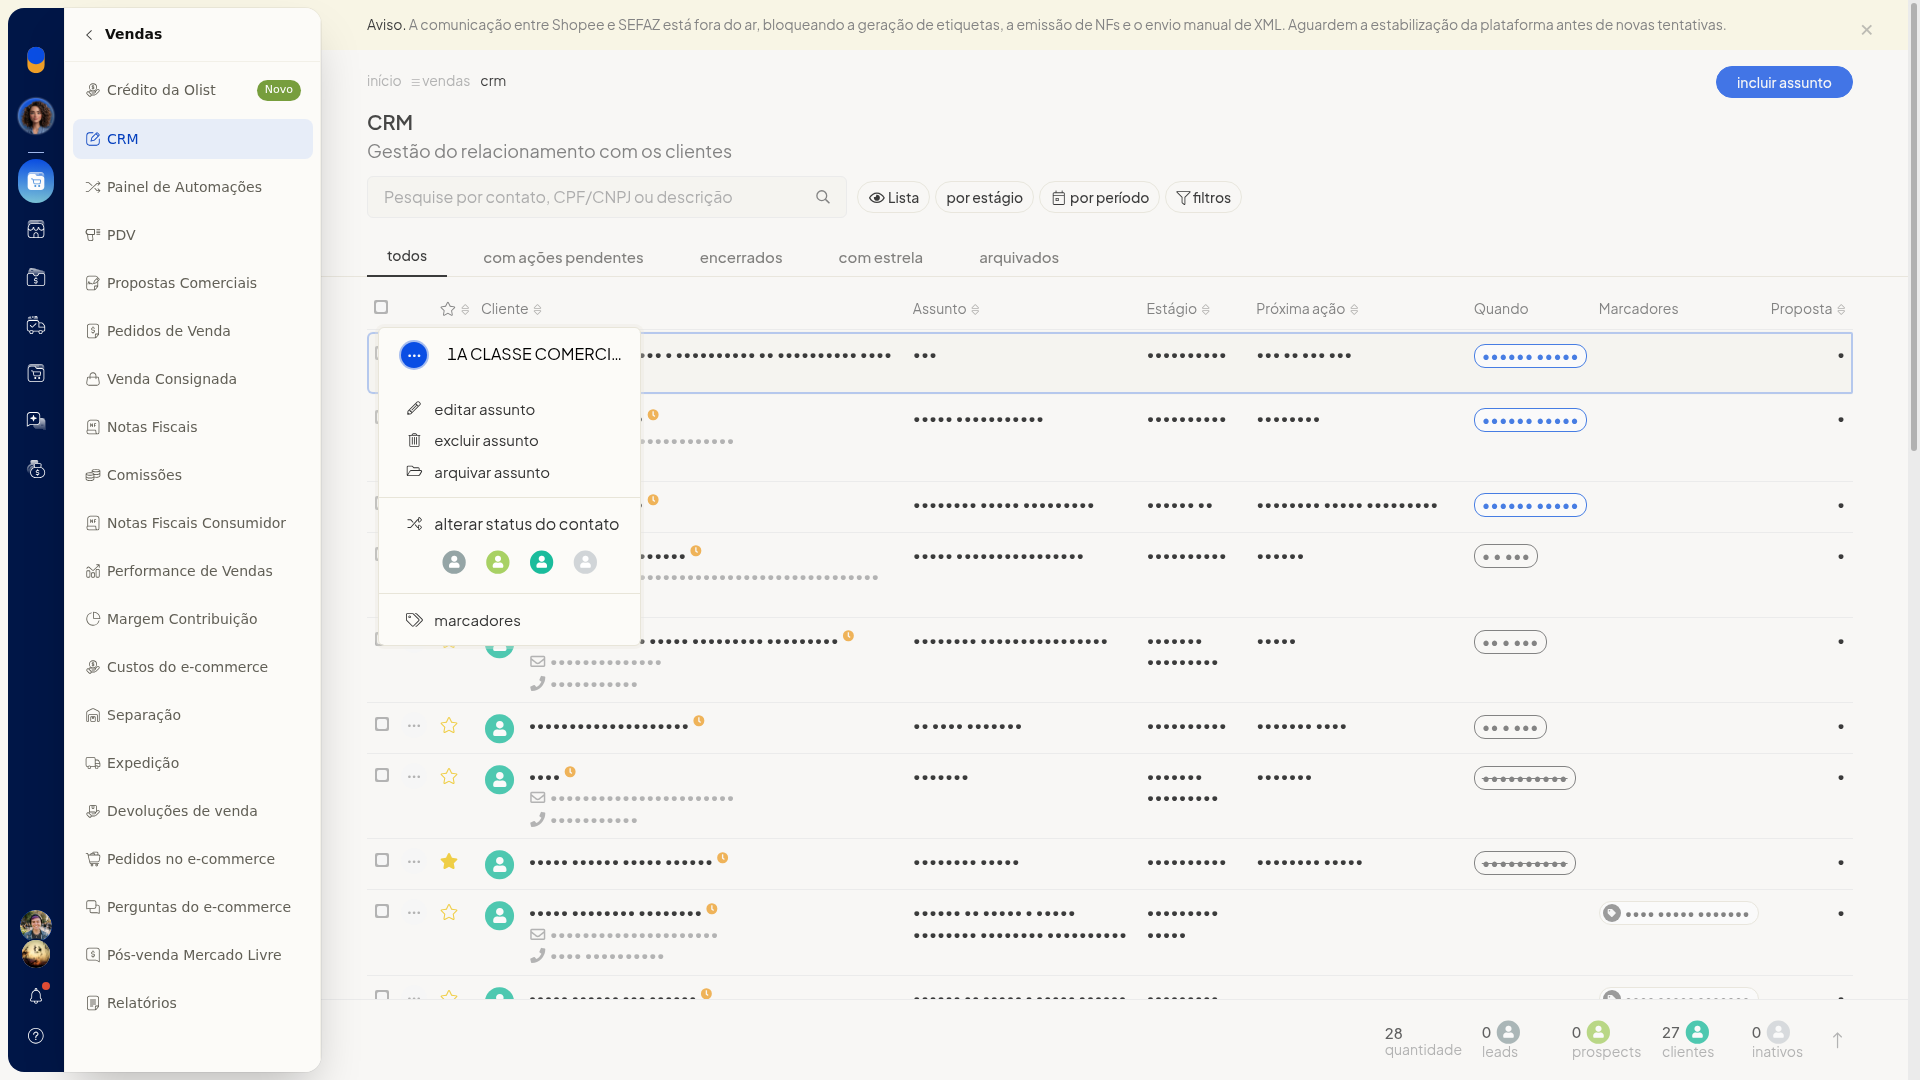 Aviso. A comunicação entre Shopee e SEFAZ está fora do ar, bloqueando a geração de etiquetas, a emissão de NFs e o envio manual de XML. Aguardem a estabilização da plataforma antes de novas tentativas.
Vendas
Crédito da Olist Novo
CRM
Painel de Automações
PDV
Propostas Comerciais
Pedidos de Venda
Venda Consignada
Notas Fiscais
Comissões
Notas Fiscais Consumidor
Performance de Vendas
Margem Contribuição
Custos do e-commerce
Separação
Expedição
Devoluções de venda
Pedidos no e-commerce
Perguntas do e-commerce
Pós-venda Mercado Livre
Relatórios
início vendas crm
incluir assunto
CRM
Gestão do relacionamento com os clientes
Pesquise por contato, CPF/CNPJ ou descrição
Lista por estágio por período filtros
todos com ações pendentes encerrados com estrela arquivados
Cliente Assunto Estágio Próxima ação Quando Marcadores Proposta
1A CLASSE COMERCI...
editar assunto
excluir assunto
arquivar assunto
alterar status do contato
marcadores
28 quantidade
0 leads
0 prospects
27 clientes
0 inativos